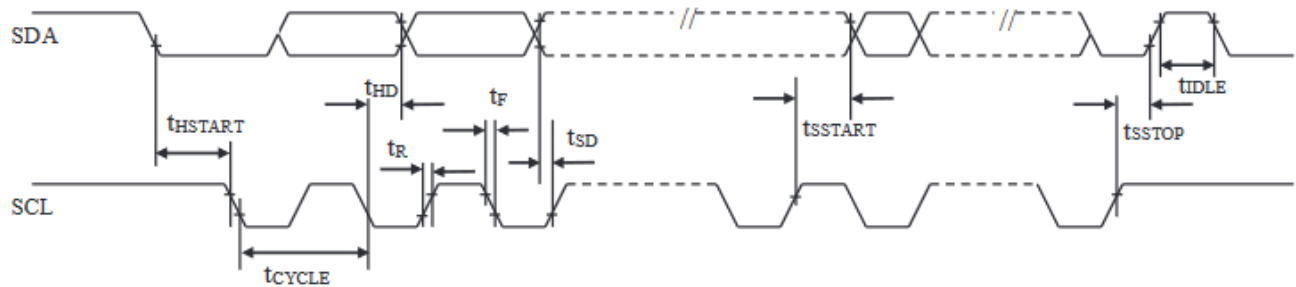 SDA
tHD
tF
tIDLE
tHSTART
tSSTART
tSSTOP
tR
tSD
SCL
tCYCLE